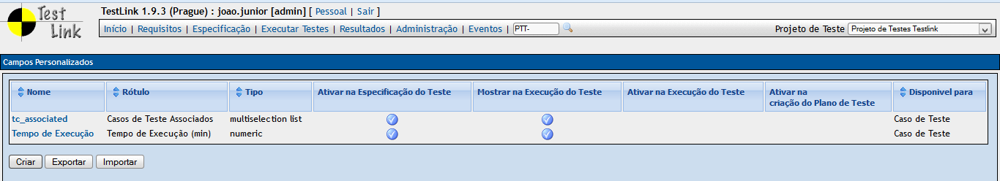 Test Link
TestLink 1.9.3 (Prague) : joao.junior [admin] [ Pessoal | Sair ]
Início | Requisitos | Especificação | Executar Testes | Resultados | Administração | Eventos | PTT- Projeto de Teste Projeto de Testes Testlink
Campos Personalizados
Nome Rótulo Tipo Ativar na Especificação do Teste Mostrar na Execução do Teste Ativar na Execução do Teste Ativar na criação do Plano de Teste Disponivel para
tc_associated Casos de Teste Associados multiselection list Caso de Teste
Tempo de Execução Tempo de Execução (min) numeric Caso de Teste
Criar Exportar Importar